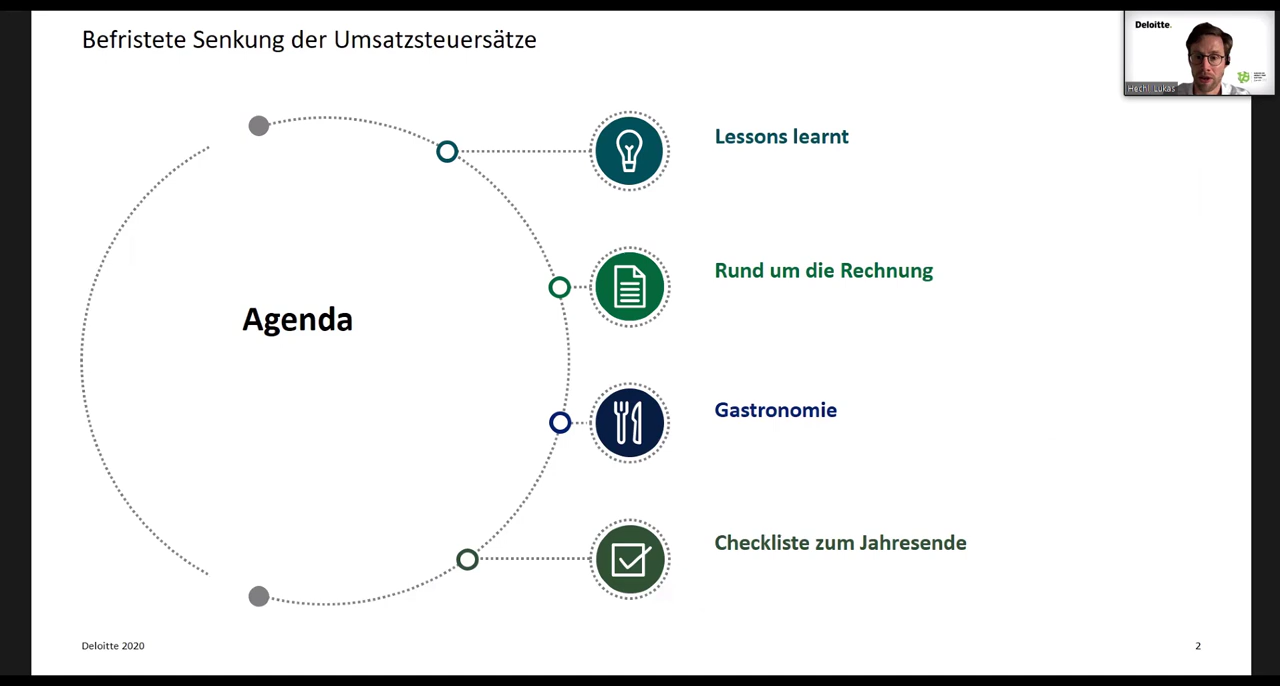 Befristete Senkung der Umsatzsteuersätze
Deloitte.
Hechl Lukas
Lessons learnt
Rund um die Rechnung
Agenda
Gastronomie
Checkliste zum Jahresende
Deloitte 2020
2